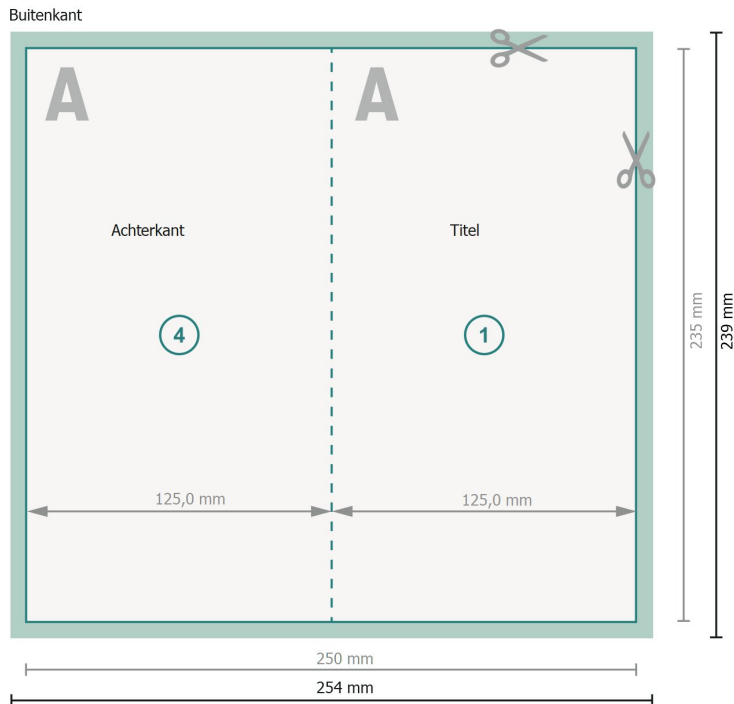 Buitenkant
A
A
Achterkant
Titel
4
1
125,0 mm
125,0 mm
235 mm
239 mm
250 mm
254 mm